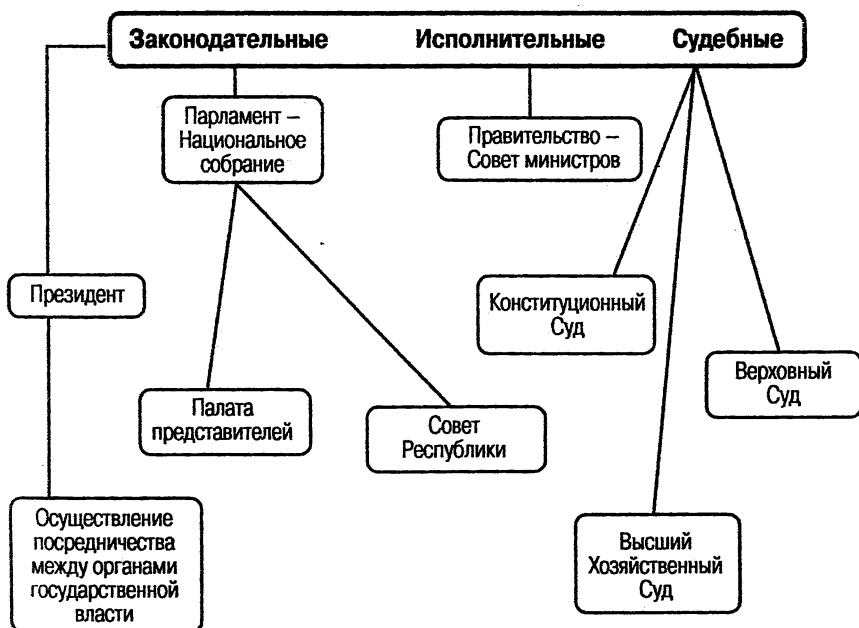 Законодательные Исполнительные Судебные
Парламент –
Национальное
собрание
Правительство –
Совет министров
Президент
Конституционный
Суд
Верховный
Суд
Палата
представителей
Совет
Республики
Осуществление
посредничества
между органами
государственной
власти
Высший
Хозяйственный
Суд